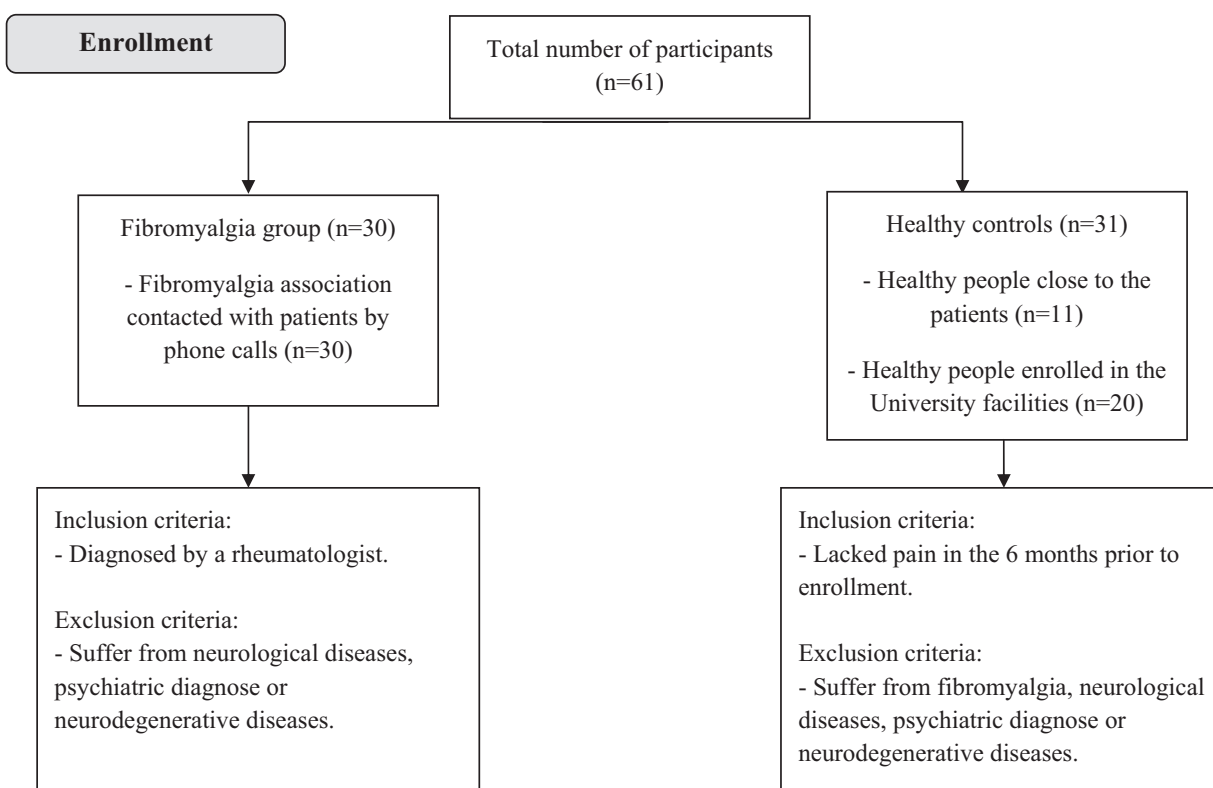 Enrollment
Total number of participants
(n=61)
Fibromyalgia group (n=30)
- Fibromyalgia association
contacted with patients by
phone calls (n=30)
Healthy controls (n=31)
- Healthy people close to the
patients (n=11)
- Healthy people enrolled in the
University facilities (n=20)
Inclusion criteria:
- Diagnosed by a rheumatologist.
Exclusion criteria:
- Suffer from neurological diseases,
psychiatric diagnose or
neurodegenerative diseases.
Inclusion criteria:
- Lacked pain in the 6 months prior to
enrollment.
Exclusion criteria:
- Suffer from fibromyalgia, neurological
diseases, psychiatric diagnose or
neurodegenerative diseases.